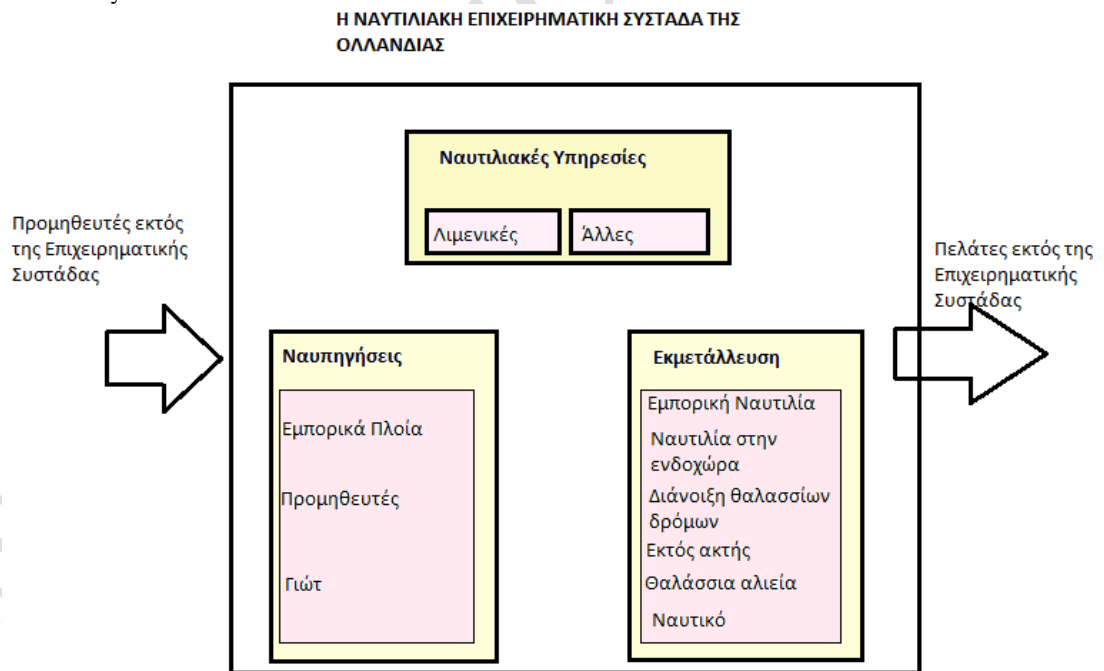 Η ΝΑΥΤΙΛΙΑΚΗ ΕΠΙΧΕΙΡΗΜΑΤΙΚΗ ΣΥΣΤΑΔΑ ΤΗΣ
ΟΛΛΑΝΔΙΑΣ
Ναυτιλιακές Υπηρεσίες
Λιμενικές
Άλλες
Προμηθευτές εκτός
της Επιχειρηματικής
Συστάδας
Πελάτες εκτός της
Επιχειρηματικής
Συστάδας
Ναυπηγήσεις
Εμπορικά Πλοία
Προμηθευτές
Γιώτ
Εκμετάλλευση
Εμπορική Ναυτιλία
Ναυτιλία στην
ενδοχώρα
Διάνοιξη θαλασσίων
δρόμων
Εκτός ακτής
Θαλάσσια αλιεία
Ναυτικό